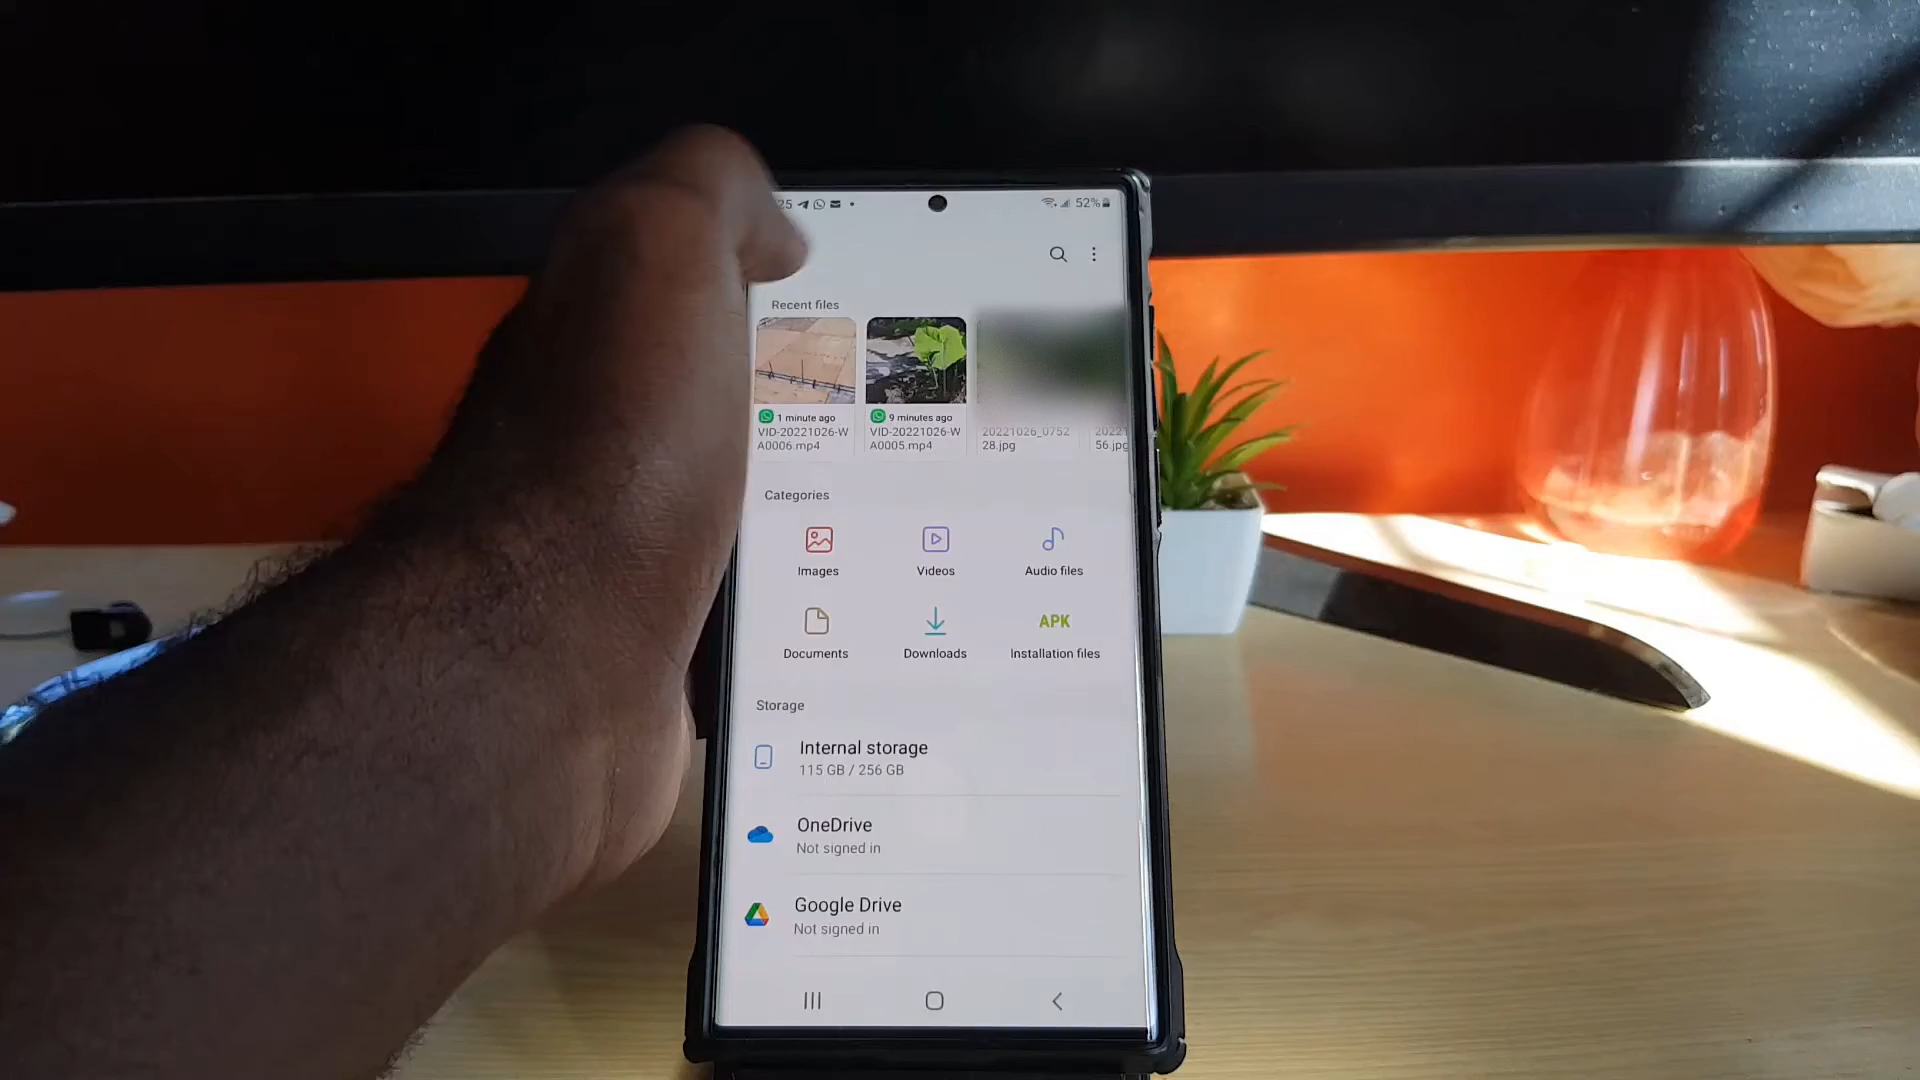 25 52%
Recent files
1 minute ago
VID-20221026-W
A0006.mp4
9 minutes ago
VID-20221026-W
A0005.mp4
20221026_0752
28.jpg
20221
56.jpg
Categories
Images Videos Audio files
APK
Documents Downloads Installation files
Storage
Internal storage
115 GB / 256 GB
OneDrive
Not signed in
Google Drive
Not signed in